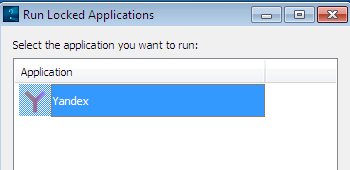 Run Locked Applications
Select the application you want to run:
Application
Yandex